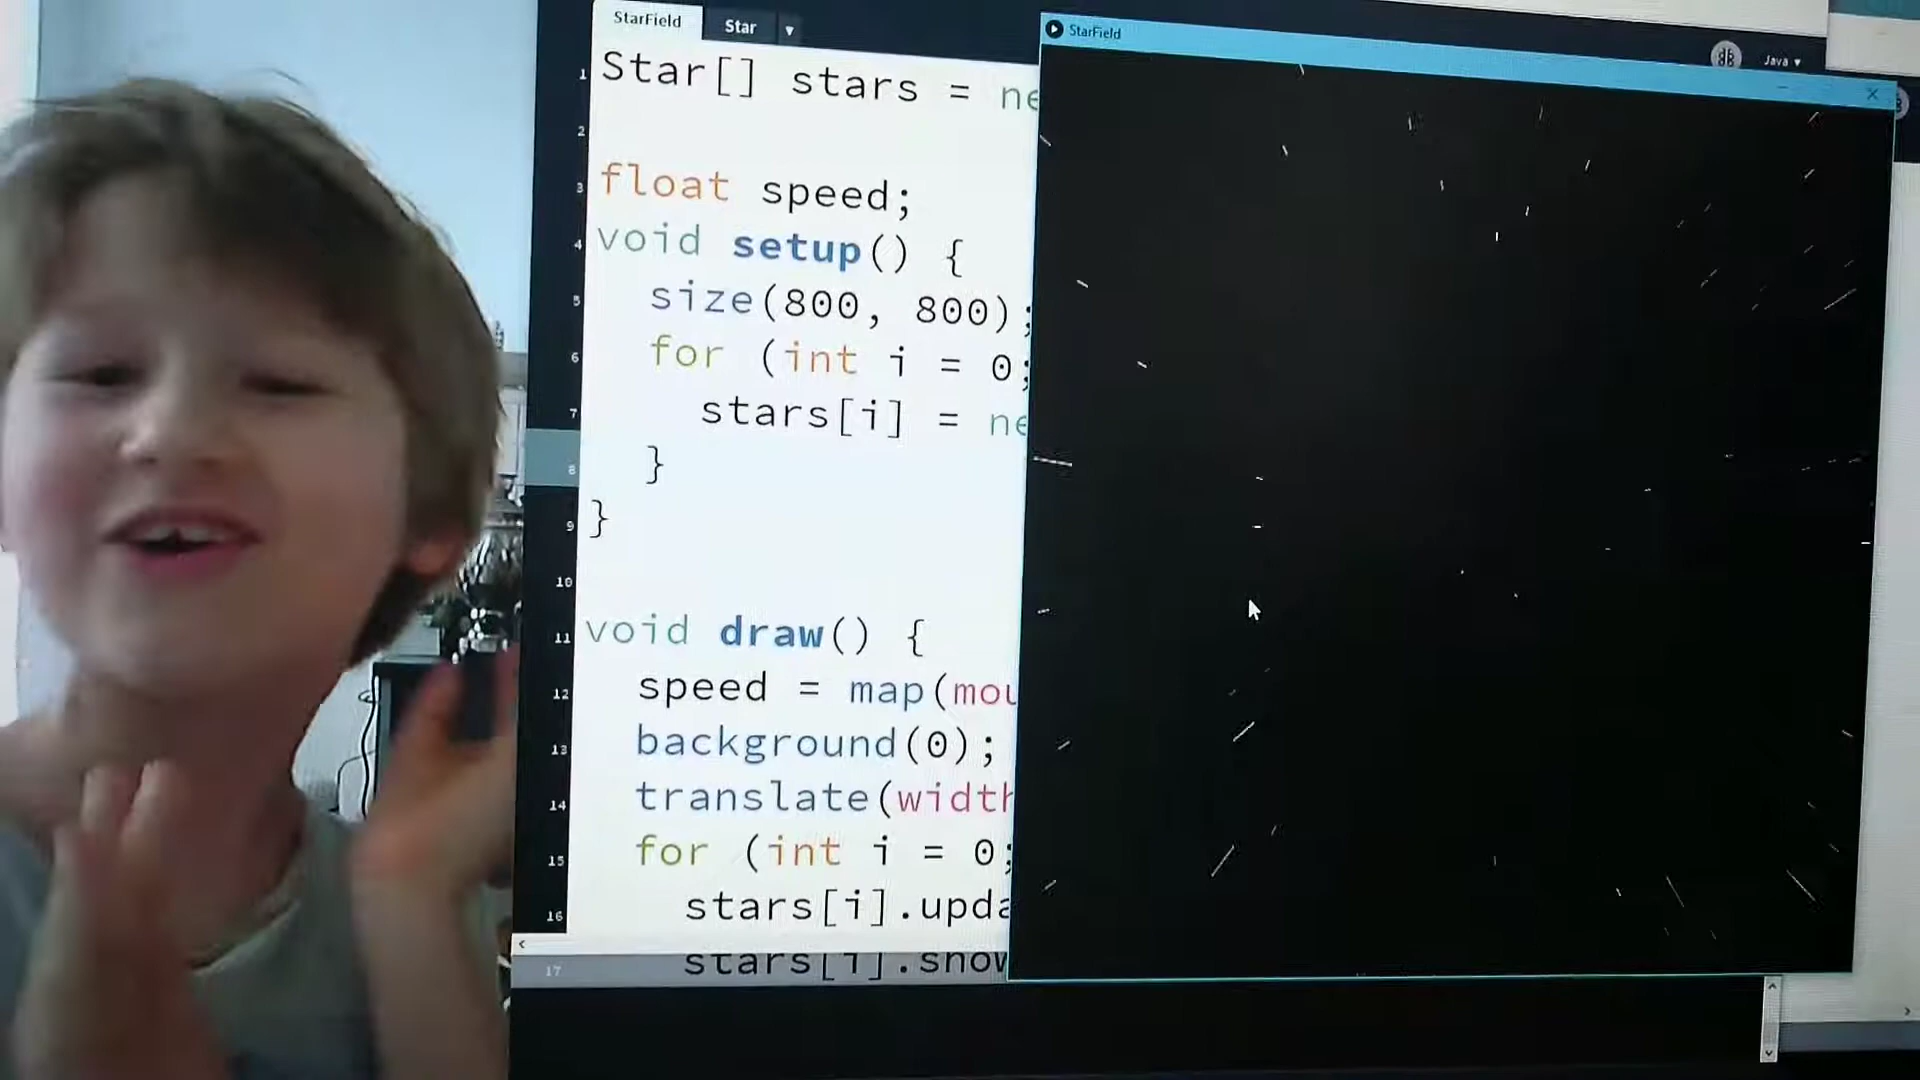 StarField Star
StarField
Java
1 Star[] stars = ne
2
3 float speed;
4 void setup() {
5 size(800, 800);
6 for (int i = 0;
7 stars[i] = ne
8 }
9 }
10
11 void draw() {
12 speed = map(mou
13 background(0);
14 translate(width
15 for (int i = 0;
16 stars[i].upda
17 stars[i].show